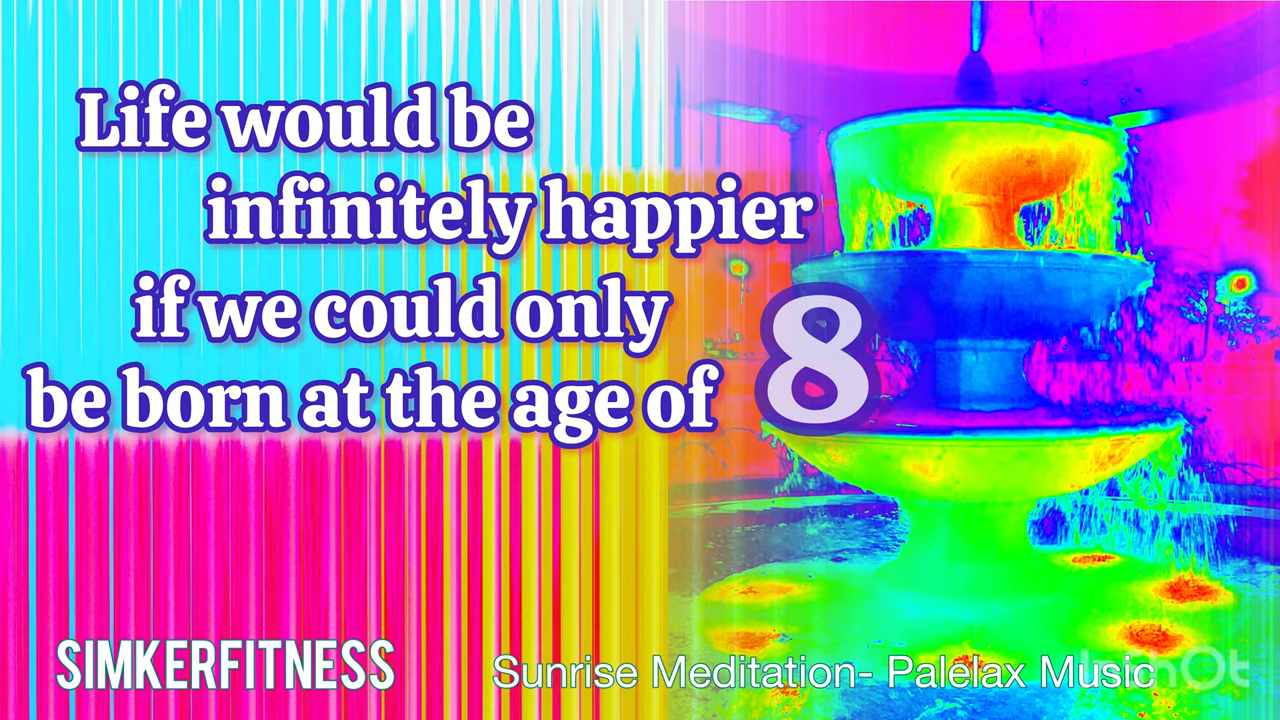 Life would be
infinitely happier
if we could only
be born at the age of 8
SIMKERFITNESS
Sunrise Meditation- Palelax Music